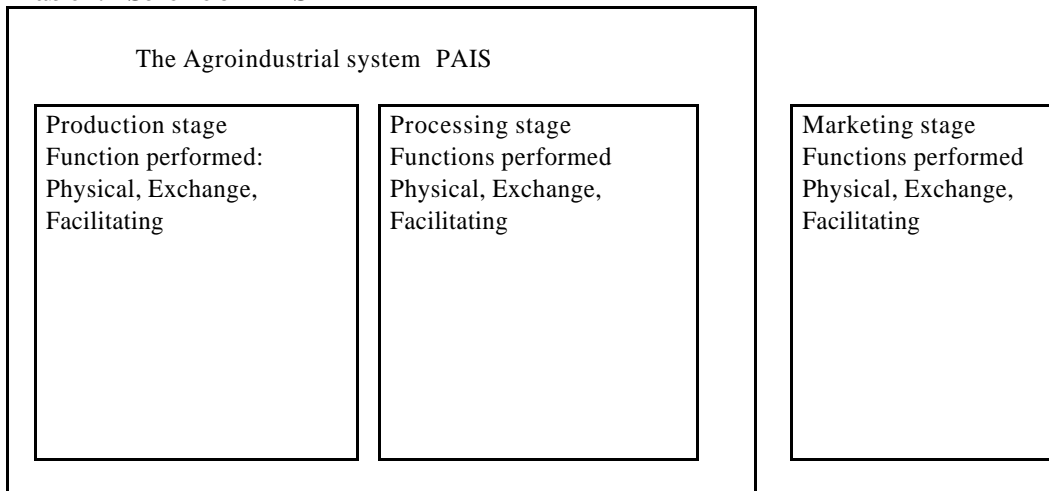 The Agroindustrial system PAIS
Production stage
Function performed:
Physical, Exchange,
Facilitating
Processing stage
Functions performed
Physical, Exchange,
Facilitating
Marketing stage
Functions performed
Physical, Exchange,
Facilitating